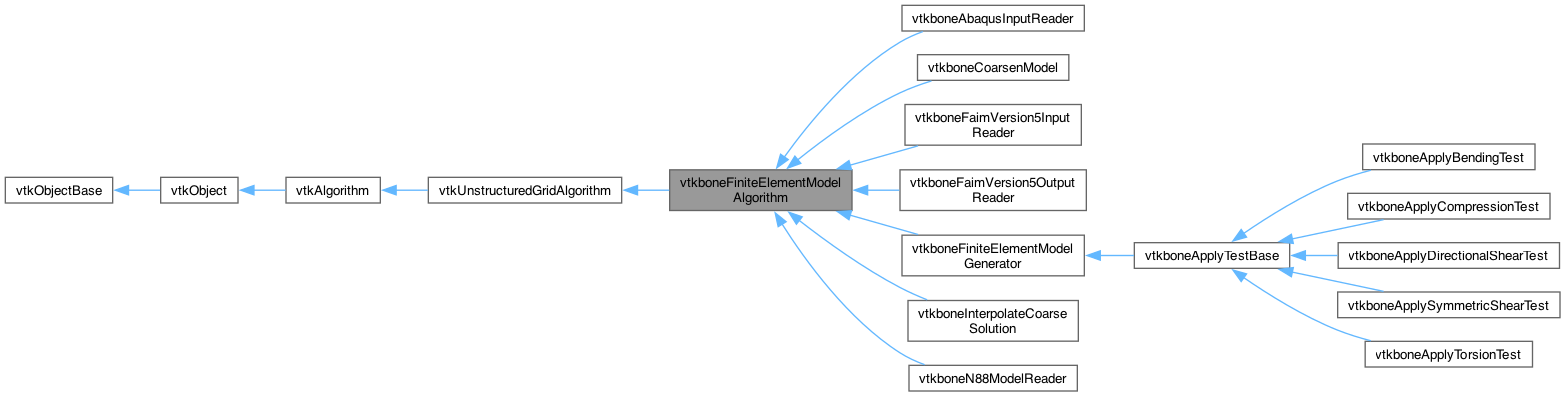 vtkObjectBase
vtkObject
vtkAlgorithm
vtkUnstructuredGridAlgorithm
vtkboneFiniteElementModel
Algorithm
vtkboneAbaqusInputReader
vtkboneCoarsenModel
vtkboneFaimVersion5Input
Reader
vtkboneFaimVersion5Output
Reader
vtkboneFiniteElementModel
Generator
vtkboneInterpolateCoarse
Solution
vtkboneN88ModelReader
vtkboneApplyTestBase
vtkboneApplyBendingTest
vtkboneApplyCompressionTest
vtkboneApplyDirectionalShearTest
vtkboneApplySymmetricShearTest
vtkboneApplyTorsionTest